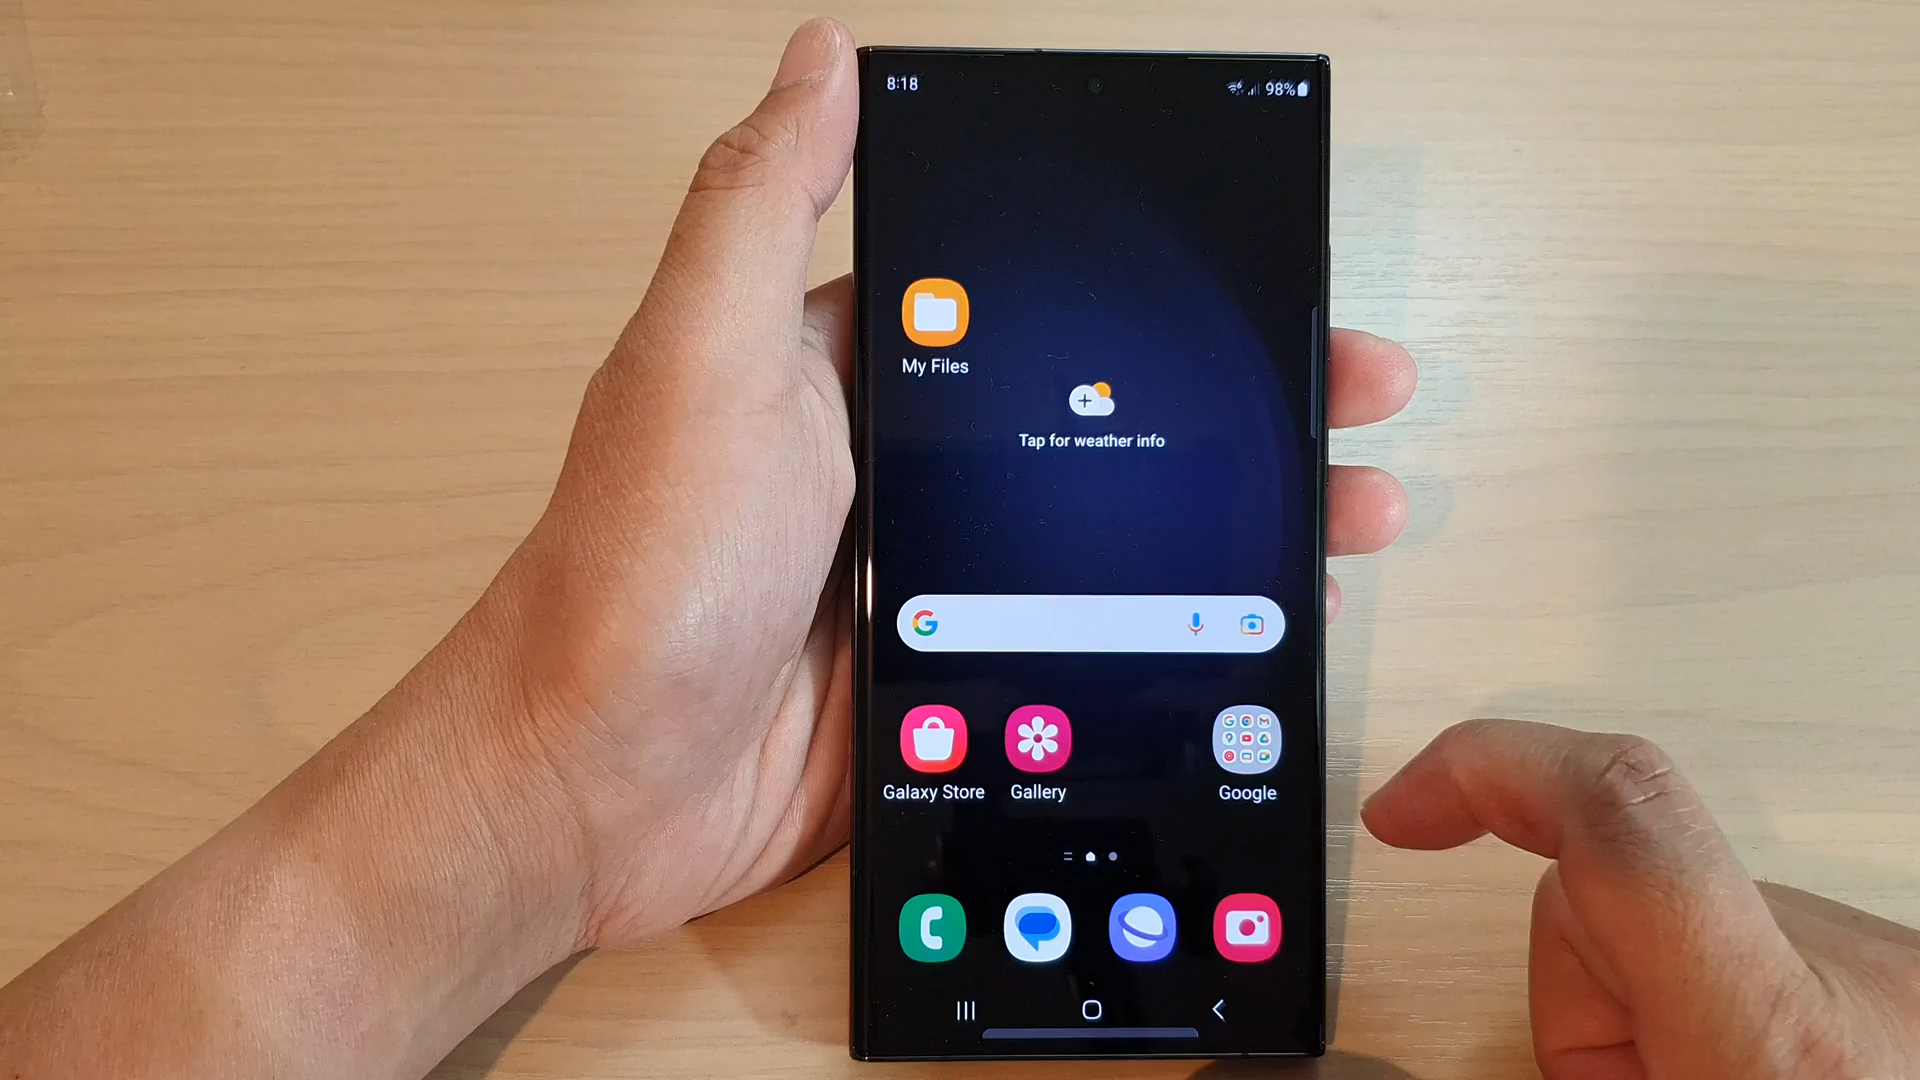 8:18
98%
My Files
Tap for weather info
Galaxy Store
Gallery
Google